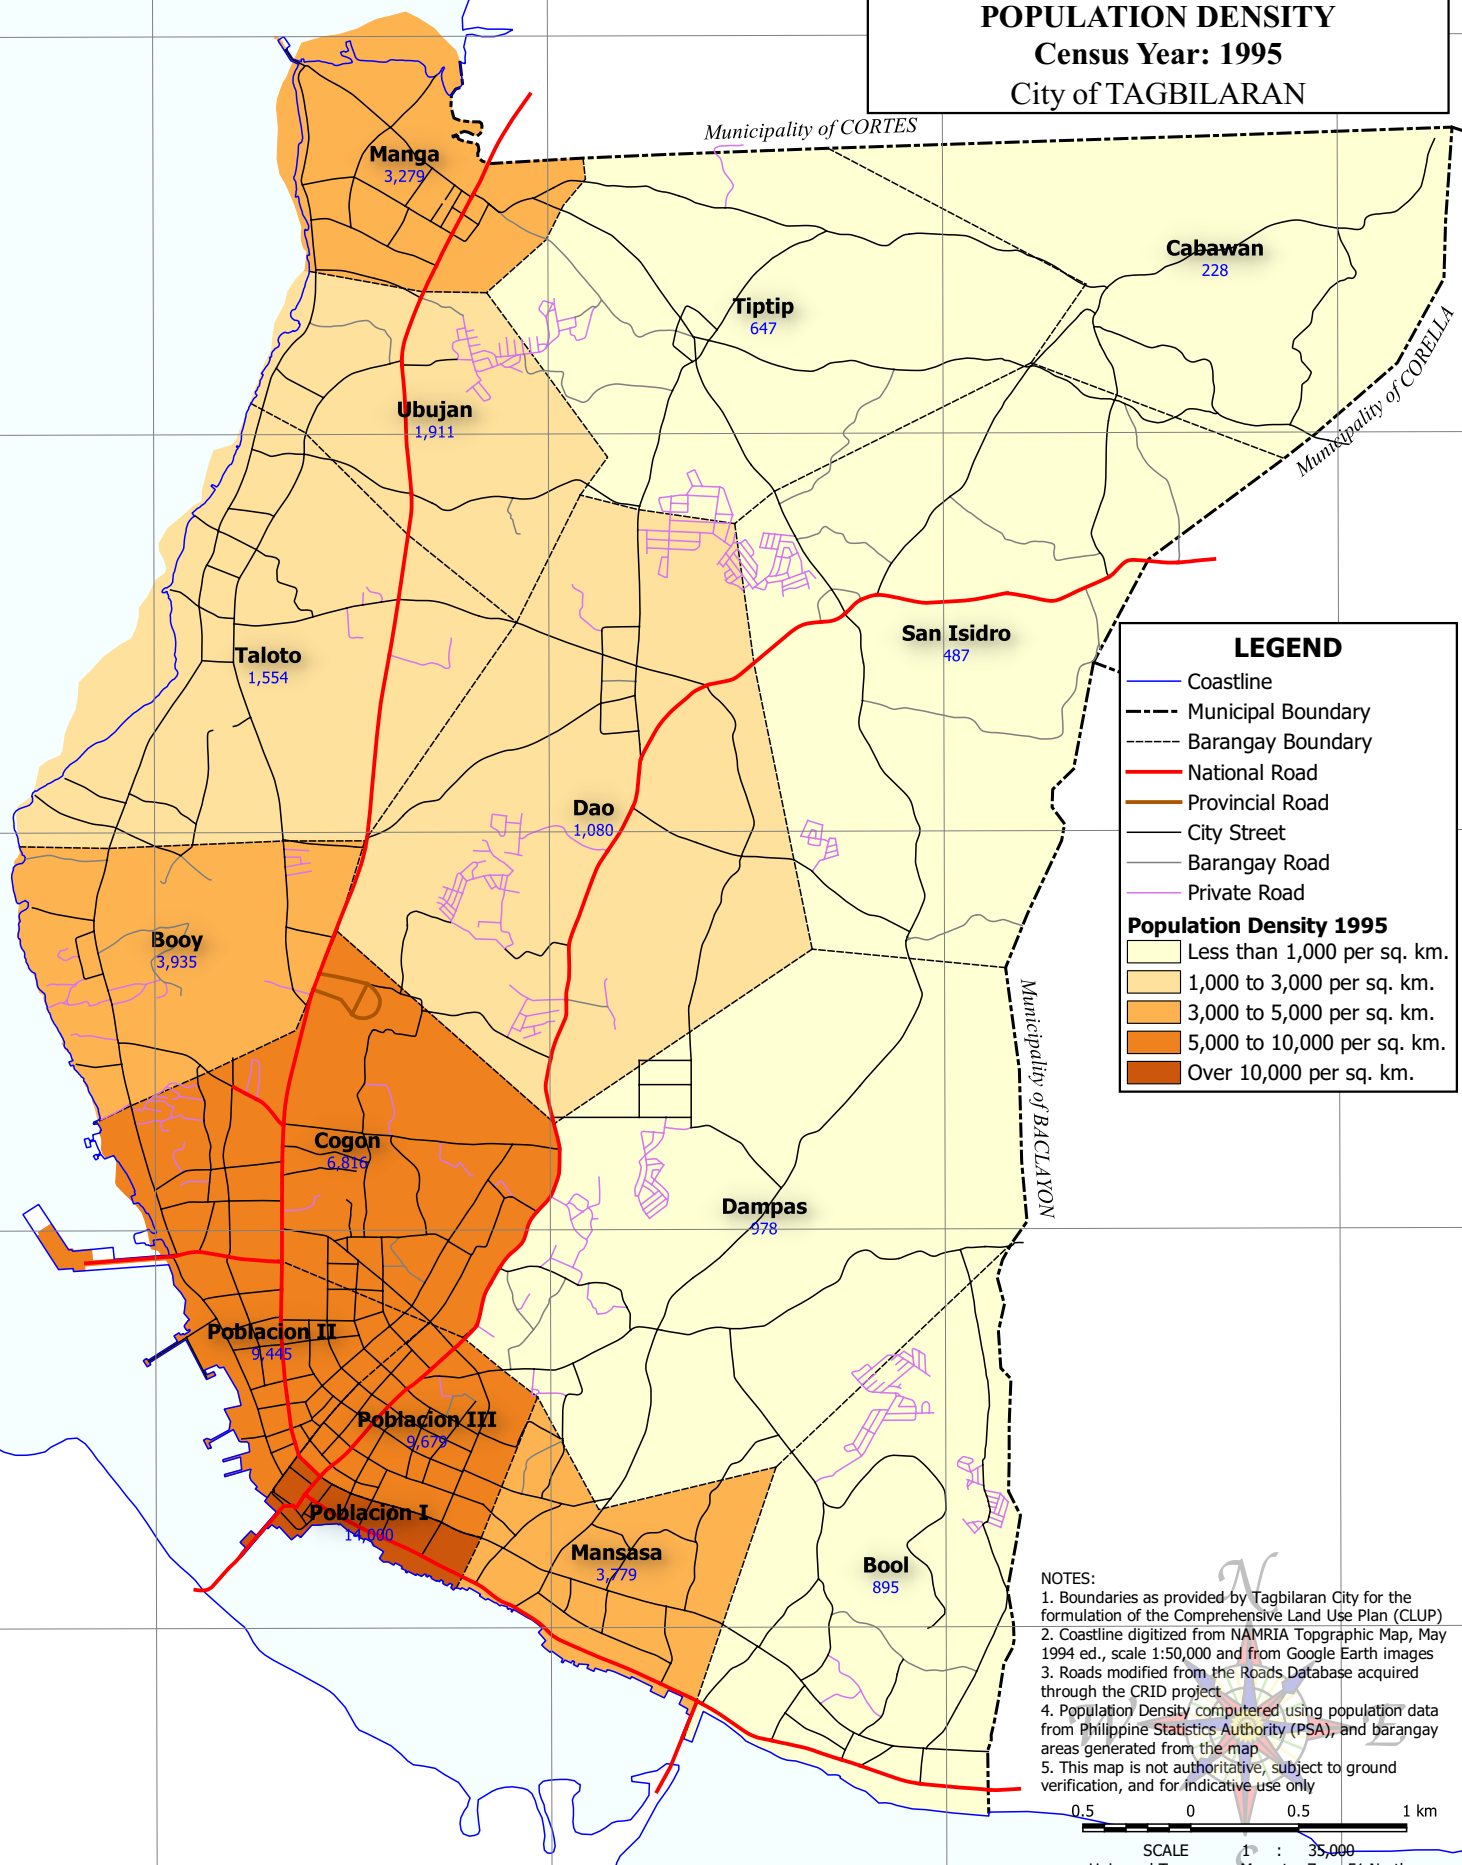 POPULATION DENSITY
Census Year: 1995
City of TAGBILARAN
Municipality of CORTES
Manga
3,279
Cabawan
228
Tiptip
647
Municipality of CORELLA
Ubujan
1,911
San Isidro
487
Taloto
1,554
Dao
1,080
Booy
3,935
Municipality of BACLAYON
Cogon
6,816
Dampas
978
Poblacion II
9,445
Poblacion III
9,679
Poblacion I
14,000
Mansasa
3,779
Bool
895
LEGEND
Coastline
Municipal Boundary
Barangay Boundary
National Road
Provincial Road
City Street
Barangay Road
Private Road
Population Density 1995
Less than 1,000 per sq. km.
1,000 to 3,000 per sq. km.
3,000 to 5,000 per sq. km.
5,000 to 10,000 per sq. km.
Over 10,000 per sq. km.
N
W
E
S
NOTES:
1. Boundaries as provided by Tagbilaran City for the
formulation of the Comprehensive Land Use Plan (CLUP)
2. Coastline digitized from NAMRIA Topgraphic Map, May
1994 ed., scale 1:50,000 and from Google Earth images
3. Roads modified from the Roads Database acquired
through the CRID project
4. Population Density computered using population data
from Philippine Statistics Authority (PSA), and barangay
areas generated from the map
5. This map is not authoritative, subject to ground
verification, and for indicative use only
0.5 0 0.5 1 km
SCALE 1 : 35,000